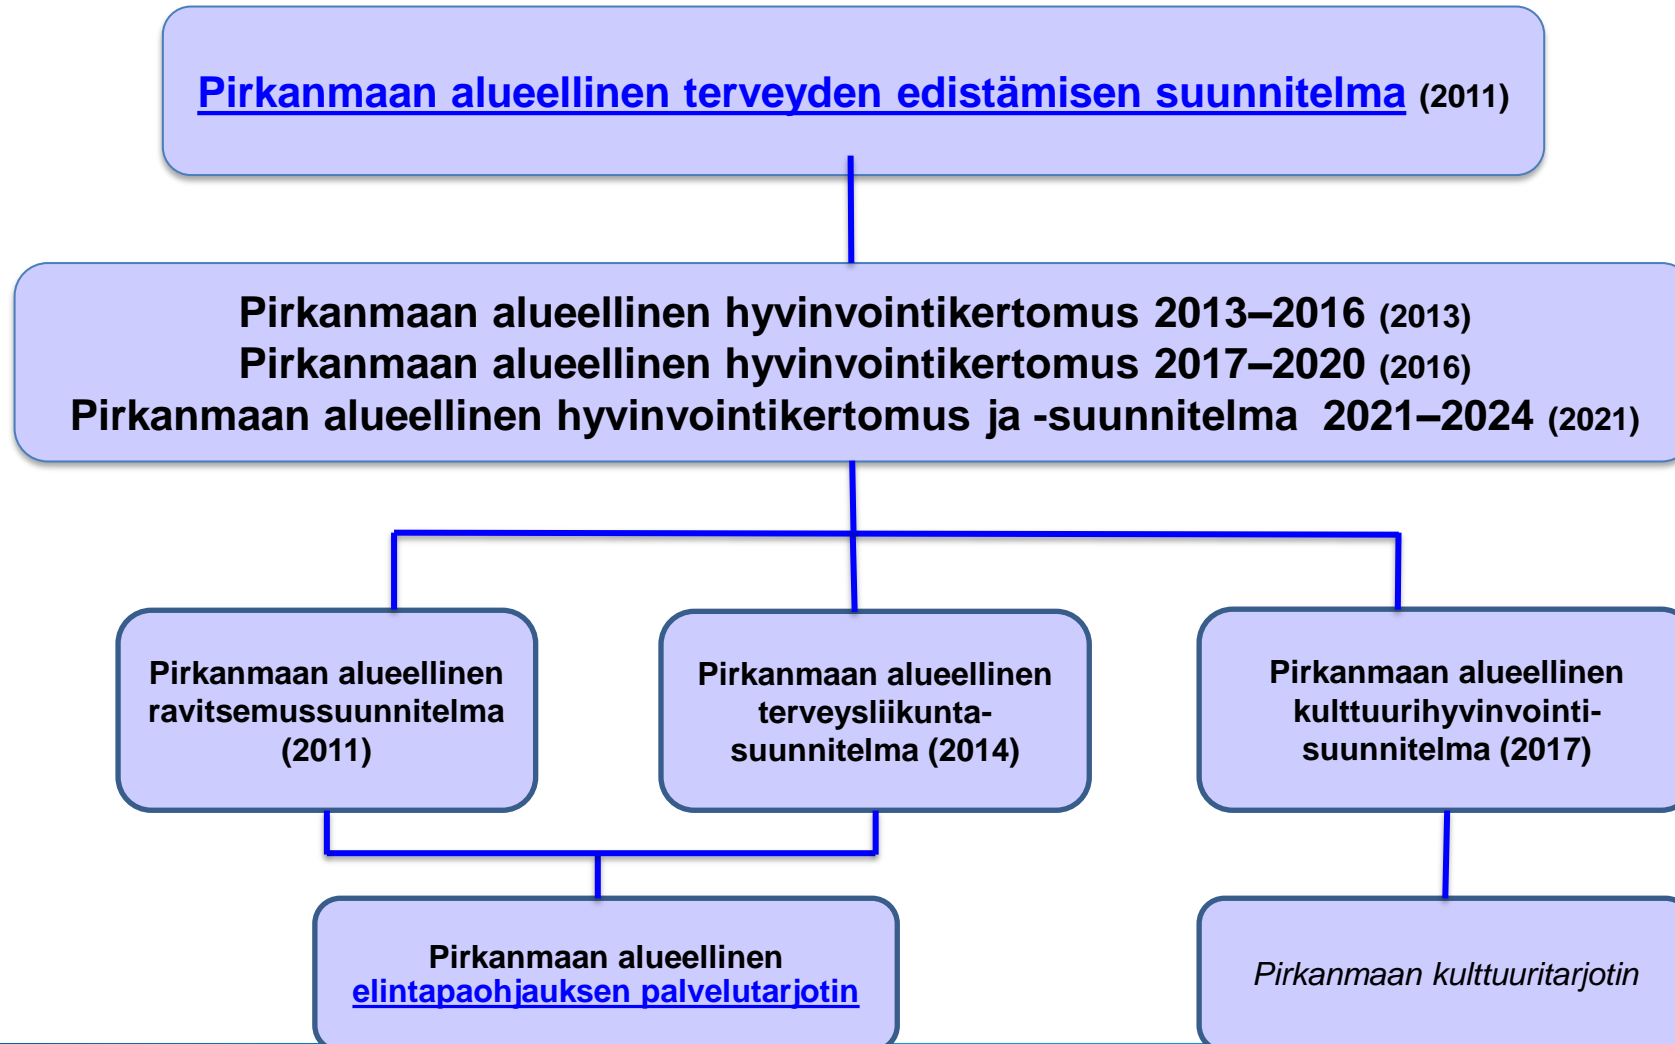 Pirkanmaan alueellinen terveyden edistämisen suunnitelma (2011)
Pirkanmaan alueellinen hyvinvointikertomus 2013–2016 (2013)
Pirkanmaan alueellinen hyvinvointikertomus 2017–2020 (2016)
Pirkanmaan alueellinen hyvinvointikertomus ja -suunnitelma 2021–2024 (2021)
Pirkanmaan alueellinen
ravitsemussuunnitelma
(2011)
Pirkanmaan alueellinen
terveysliikunta-
suunnitelma (2014)
Pirkanmaan alueellinen
kulttuurihyvinvointi-
suunnitelma (2017)
Pirkanmaan alueellinen
elintapaohjauksen palvelutarjotin
Pirkanmaan kulttuuritarjotin